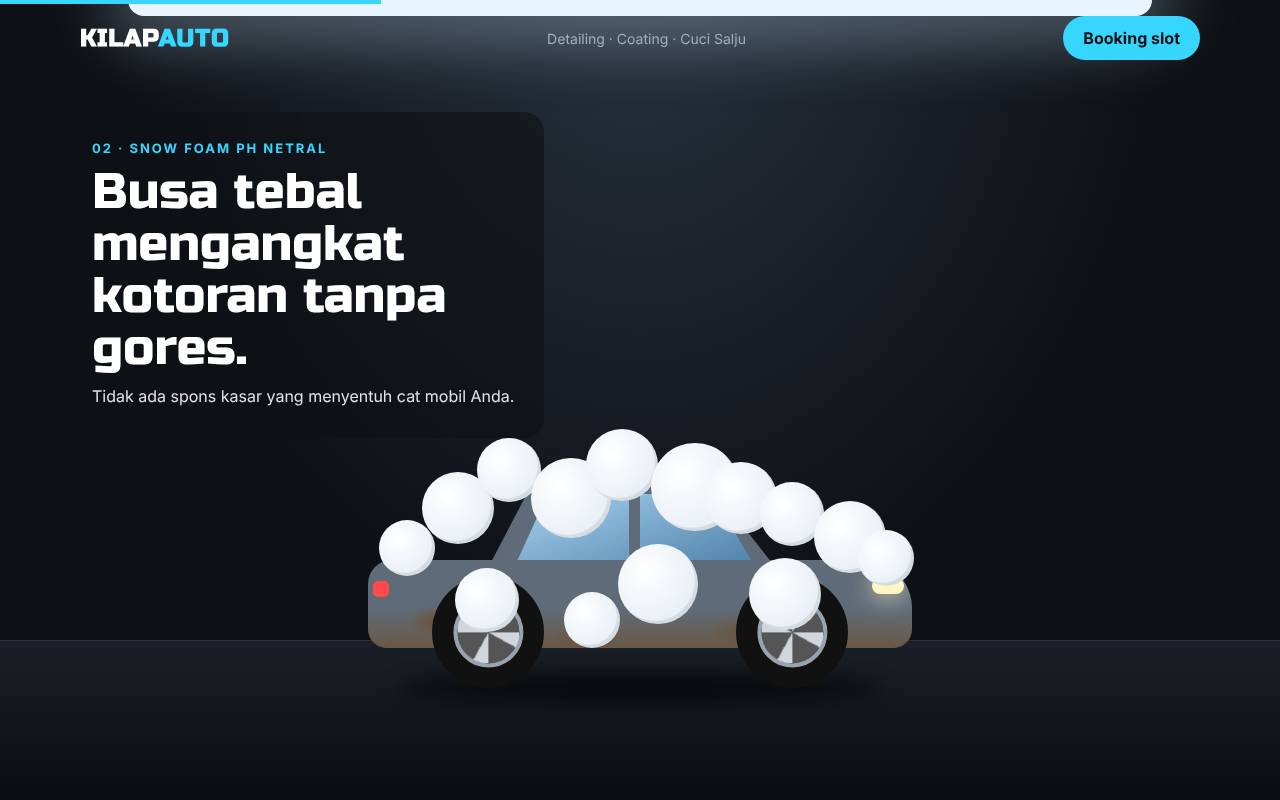 KILAPAUTO
Detailing · Coating · Cuci Salju
Booking slot
02 · SNOW FOAM PH NETRAL
Busa tebal
mengangkat
kotoran tanpa
gores.
Tidak ada spons kasar yang menyentuh cat mobil Anda.